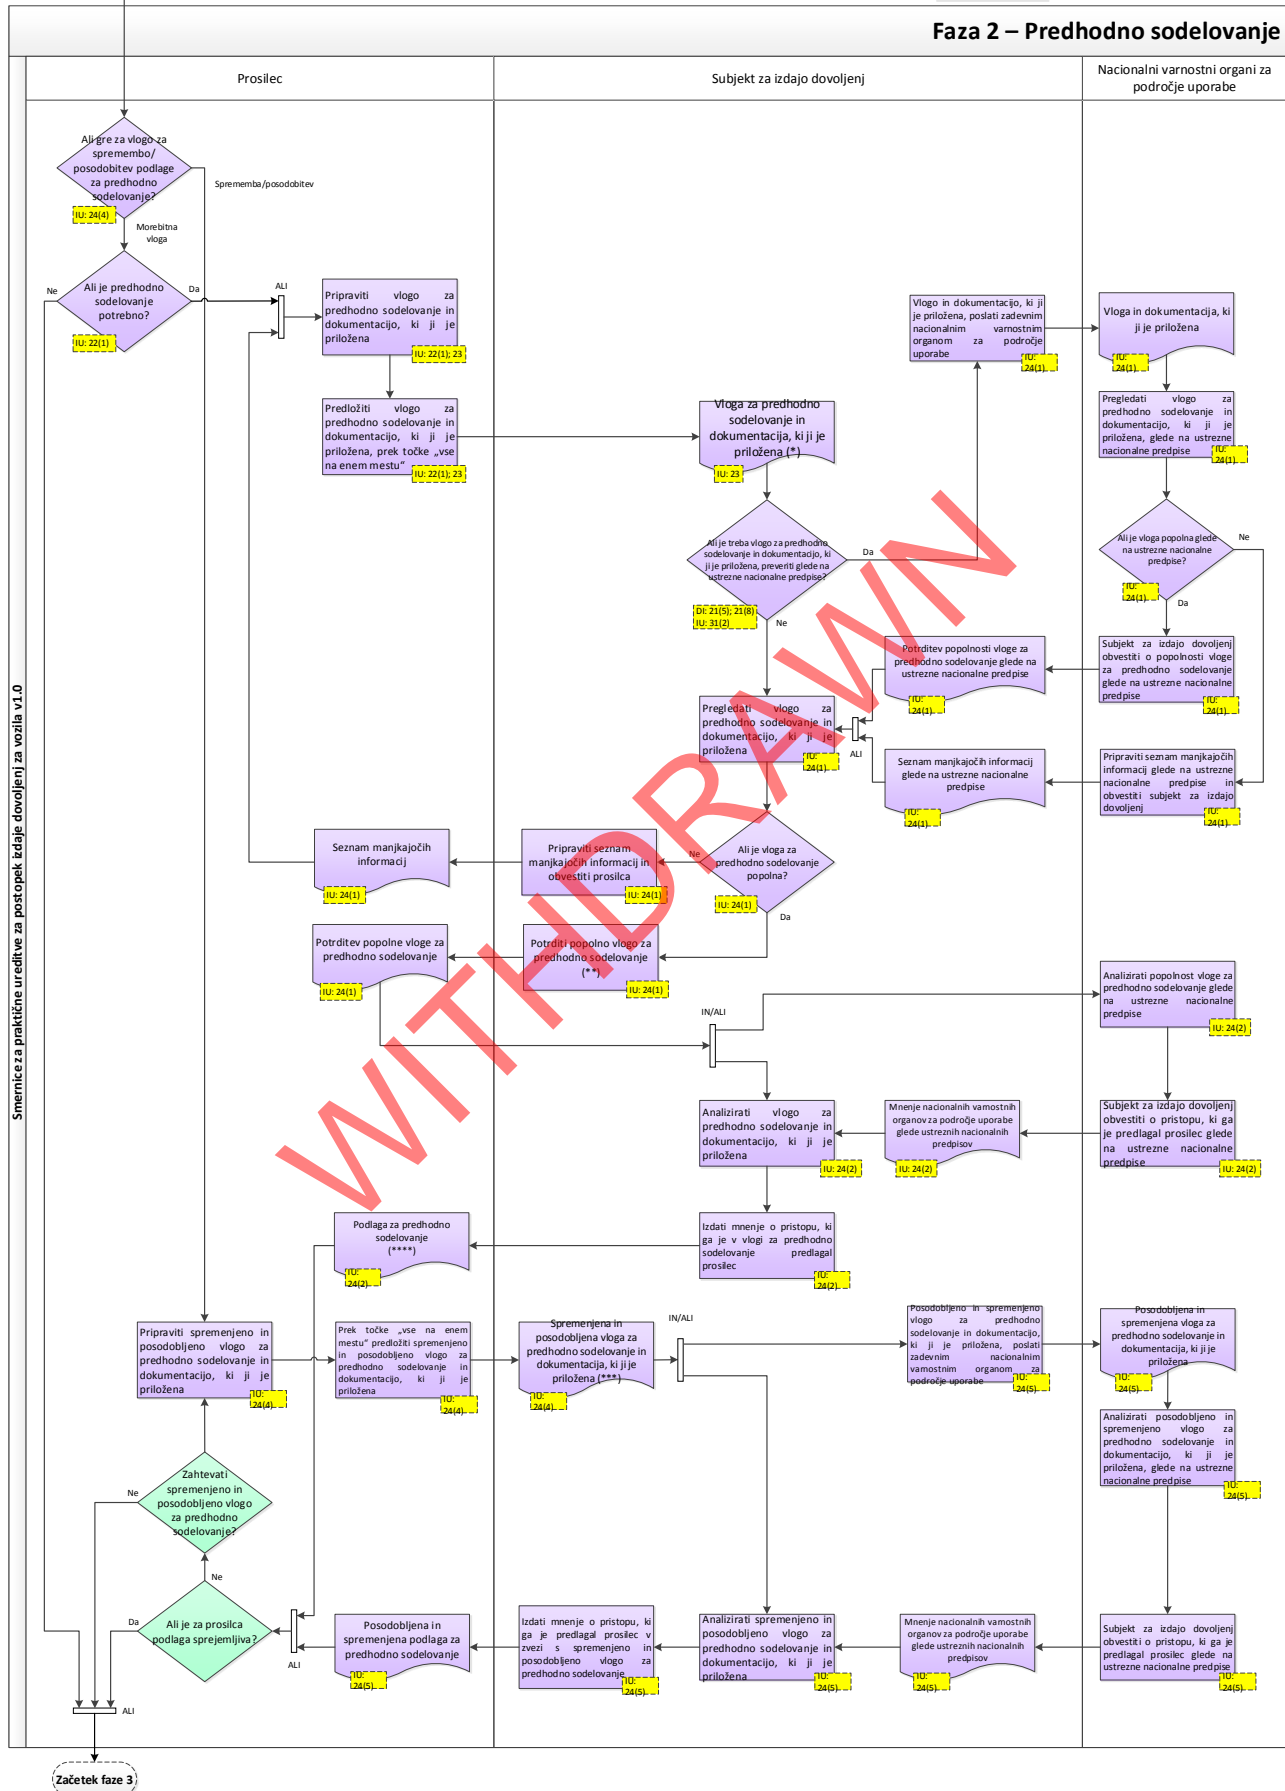 Faza 2 – Predhodno sodelovanje
Smernice za praktične ureditve za postopek izdaje dovoljenj za vozila v1.0
Prosilec
Subjekt za izdajo dovoljenj
Nacionalni varnostni organi za
področje uporabe
Ali gre za vlogo za
spremembo/
posodobitev podlage
za predhodno
sodelovanje?
IU: 24(4)
Sprememba/posodobitev
Morebitna
vloga
Ali je predhodno
sodelovanje
potrebno?
IU: 22(1)
Ne
Da
ALI
Pripraviti vlogo za
predhodno sodelovanje in
dokumentacijo, ki ji je
priložena
IU: 22(1); 23
Predložiti vlogo za
predhodno sodelovanje in
dokumentacijo, ki ji je
priložena, prek točke „vse
na enem mestu“
IU: 22(1); 23
Vloga za predhodno
sodelovanje in
dokumentacija, ki ji je
priložena (*)
IU: 23
Ali je treba vlogo za predhodno
sodelovanje in dokumentacijo, ki
ji je priložena, preveriti glede na
ustrezne nacionalne predpise?
DI: 21(5); 21(8)
IU: 31(2)
Da
Ne
Vlogo in dokumentacijo, ki ji
je priložena, poslati zadevnim
nacionalnim varnostnim
organom za področje
uporabe
IU:
24(1)
Vloga in dokumentacija, ki
ji je priložena
IU:
24(1)
Pregledati vlogo za
predhodno sodelovanje in
dokumentacijo, ki ji je
priložena, glede na ustrezne
nacionalne predpise
IU:
24(1)
Ali je vloga popolna glede
na ustrezne nacionalne
predpise?
IU:
24(1)
Ne
Da
Subjekt za izdajo dovoljenj
obvestiti o popolnosti vloge
za predhodno sodelovanje
glede na ustrezne nacionalne
predpise
IU:
24(1)
Potrditev popolnosti vloge za
predhodno sodelovanje glede na
ustrezne nacionalne predpise
IU:
24(1)
Pregledati vlogo za
predhodno sodelovanje in
dokumentacijo, ki ji je
priložena
IU:
24(1)
ALI
Seznam manjkajočih informacij
glede na ustrezne nacionalne
predpise
IU:
24(1)
Pripraviti seznam manjkajočih
informacij glede na ustrezne
nacionalne predpise in
obvestiti subjekt za izdajo
dovoljenj
IU:
24(1)
Ali je vloga za
predhodno sodelovanje
popolna?
IU: 24(1)
Ne
Da
Pripraviti seznam
manjkajočih informacij in
obvestiti prosilca
IU: 24(1)
Seznam manjkajočih
informacij
IU: 24(1)
Potrditi popolno vlogo za
predhodno sodelovanje
(**)
IU: 24(1)
Potrditev popolne vloge za
predhodno sodelovanje
IU: 24(1)
IN/ALI
Analizirati popolnost vloge za
predhodno sodelovanje glede
na ustrezne nacionalne
predpise
IU: 24(2)
Subjekt za izdajo dovoljenj
obvestiti o pristopu, ki ga
je predlagal prosilec glede
na ustrezne nacionalne
predpise
IU: 24(2)
Mnenje nacionalnih varnostnih
organov za področje uporabe
glede ustreznih nacionalnih
predpisov
IU: 24(2)
Analizirati vlogo za
predhodno sodelovanje in
dokumentacijo, ki ji je
priložena
IU: 24(2)
Izdati mnenje o pristopu, ki
ga je v vlogi za predhodno
sodelovanje predlagal
prosilec
IU:
24(2)
Podlaga za predhodno
sodelovanje
(****)
IU:
24(2)
Pripraviti spremenjeno in
posodobljeno vlogo za
predhodno sodelovanje in
dokumentacijo, ki ji je
priložena
IU:
24(4)
Prek točke „vse na enem
mestu“ predložiti spremenjeno
in posodobljeno vlogo za
predhodno sodelovanje in
dokumentacijo, ki ji je
priložena
IU:
24(4)
Spremenjena in
posodobljena vloga za
predhodno sodelovanje in
dokumentacija, ki ji je
priložena (***)
IU:
24(4)
IN/ALI
Posodobljeno in spremenjeno
vlogo za predhodno
sodelovanje in dokumentacijo,
ki ji je priložena, poslati
zadevnim nacionalnim
varnostnim organom za
področje uporabe
IU:
24(5)
Posodobljena in
spremenjena vloga za
predhodno sodelovanje in
dokumentacija, ki ji je
priložena
IU:
24(5)
Analizirati posodobljeno in
spremenjeno vlogo za
predhodno sodelovanje in
dokumentacijo, ki ji je
priložena, glede na ustrezne
nacionalne predpise
IU:
24(5)
Zahtevati
spremenjeno in
posodobljeno vlogo
za predhodno
sodelovanje?
Ne
Ne
Ali je za prosilca
podlaga sprejemljiva?
Da
ALI
Posodobljena in
spremenjena podlaga za
predhodno sodelovanje
IU:
24(5)
Izdati mnenje o pristopu, ki
ga je predlagal prosilec v
zvezi s spremenjeno in
posodobljeno vlogo za
predhodno sodelovanje
IU:
24(5)
Analizirati spremenjeno in
posodobljeno vlogo za
predhodno sodelovanje in
dokumentacijo, ki ji je
priložena
IU:
24(5)
Mnenje nacionalnih varnostnih
organov za področje uporabe
glede ustreznih nacionalnih
predpisov
IU:
24(5)
Subjekt za izdajo dovoljenj
obvestiti o pristopu, ki ga je
predlagal prosilec glede na
ustrezne nacionalne predpise
IU:
24(5)
ALI
Začetek faze 3
WITHDRAWN